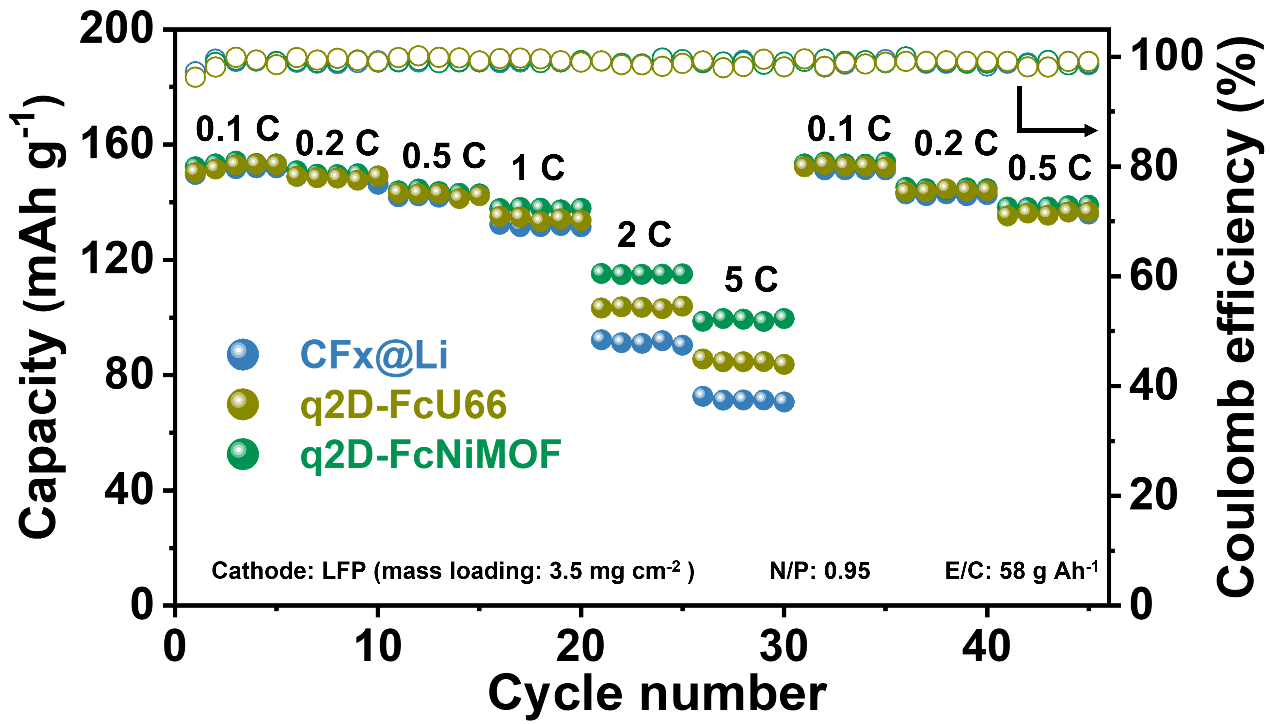 200
160
120
80
40
0
Capacity (mAh g-1)
0.1 C
0.2 C
0.5 C
1 C
2 C
5 C
0.1 C
0.2 C
0.5 C
CFx@Li
q2D-FcU66
q2D-FcNiMOF
Cathode: LFP (mass loading: 3.5 mg cm-2 )
N/P: 0.95
E/C: 58 g Ah-1
0
10
20
30
40
Cycle number
100
80
60
40
20
0
Coulomb efficiency (%)